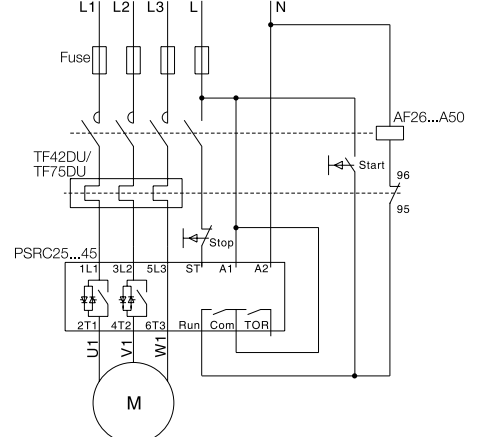 L1 L2 L3 L N
Fuse
AF26...A50
TF42DU/
TF75DU
Start
96
95
Stop
PSRC25...45
1L1 3L2 5L3 ST A1 A2
2T1 4T2 6T3 Run Com TOR
U1 V1 W1
M